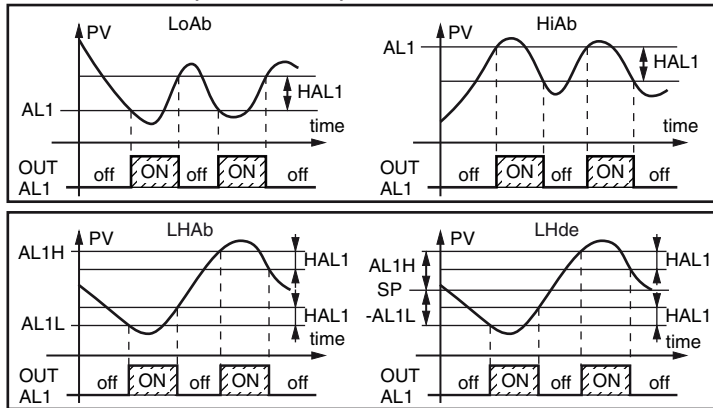 LoAb
PV
AL1
HAL1
time
OUT
AL1
off ON off ON off
HiAb
PV
AL1
HAL1
time
OUT
AL1
off ON off ON off
LHAb
PV
AL1H
HAL1
HAL1
AL1L
time
OUT
AL1
off ON off ON off
LHde
PV
AL1H
HAL1
SP
HAL1
-AL1L
time
OUT
AL1
off ON off ON off